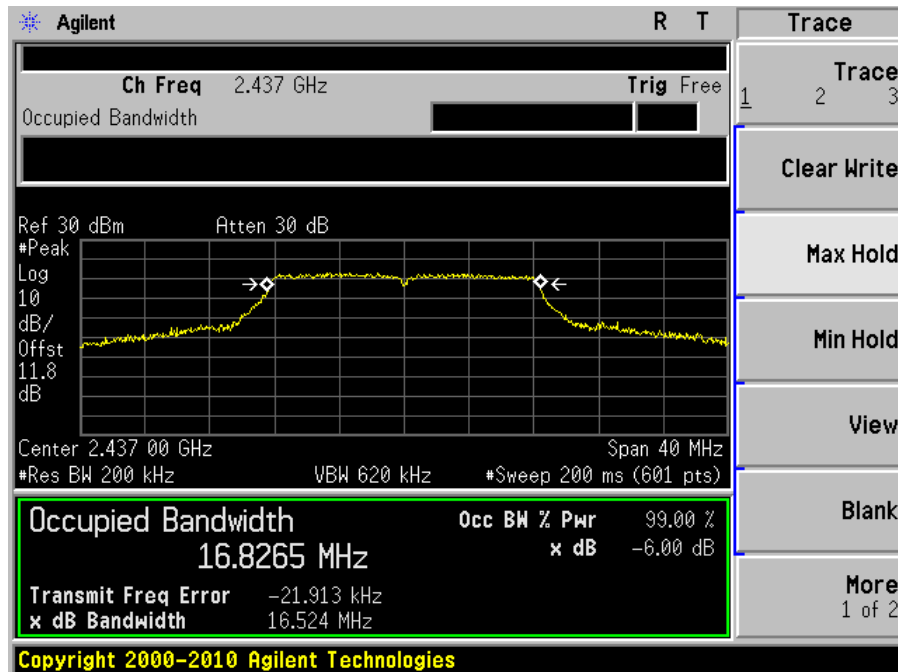 Agilent R T Trace
Ch Freq 2.437 GHz Trig Free
Occupied Bandwidth
Trace
1 2 3
Clear Write
Max Hold
Min Hold
View
Blank
More
1 of 2
Ref 30 dBm Atten 30 dB
#Peak
Log
10
dB/
Offst
11.8
dB
Center 2.437 00 GHz Span 40 MHz
#Res BW 200 kHz VBW 620 kHz #Sweep 200 ms (601 pts)
Occupied Bandwidth Occ BW % Pwr 99.00 %
16.8265 MHz x dB -6.00 dB
Transmit Freq Error -21.913 kHz
x dB Bandwidth 16.524 MHz
Copyright 2000-2010 Agilent Technologies